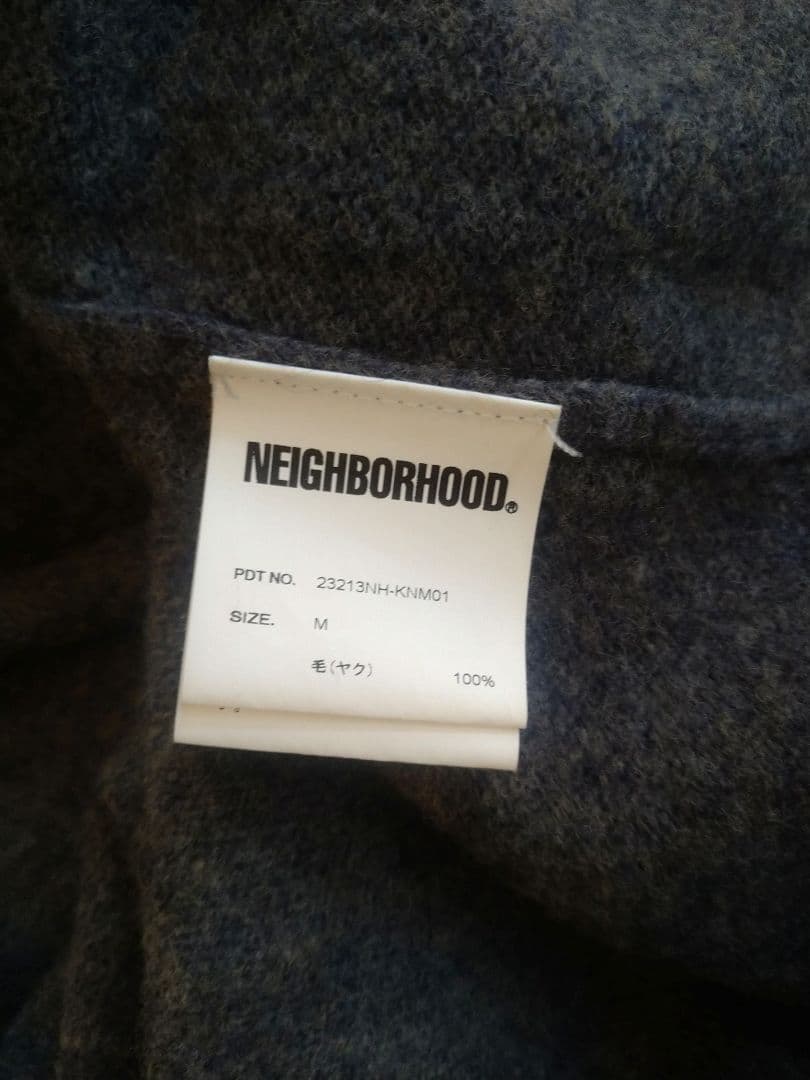 NEIGHBORHOOD®
PDT NO. 23213NH-KNM01
SIZE. M
毛(ヤク) 100%